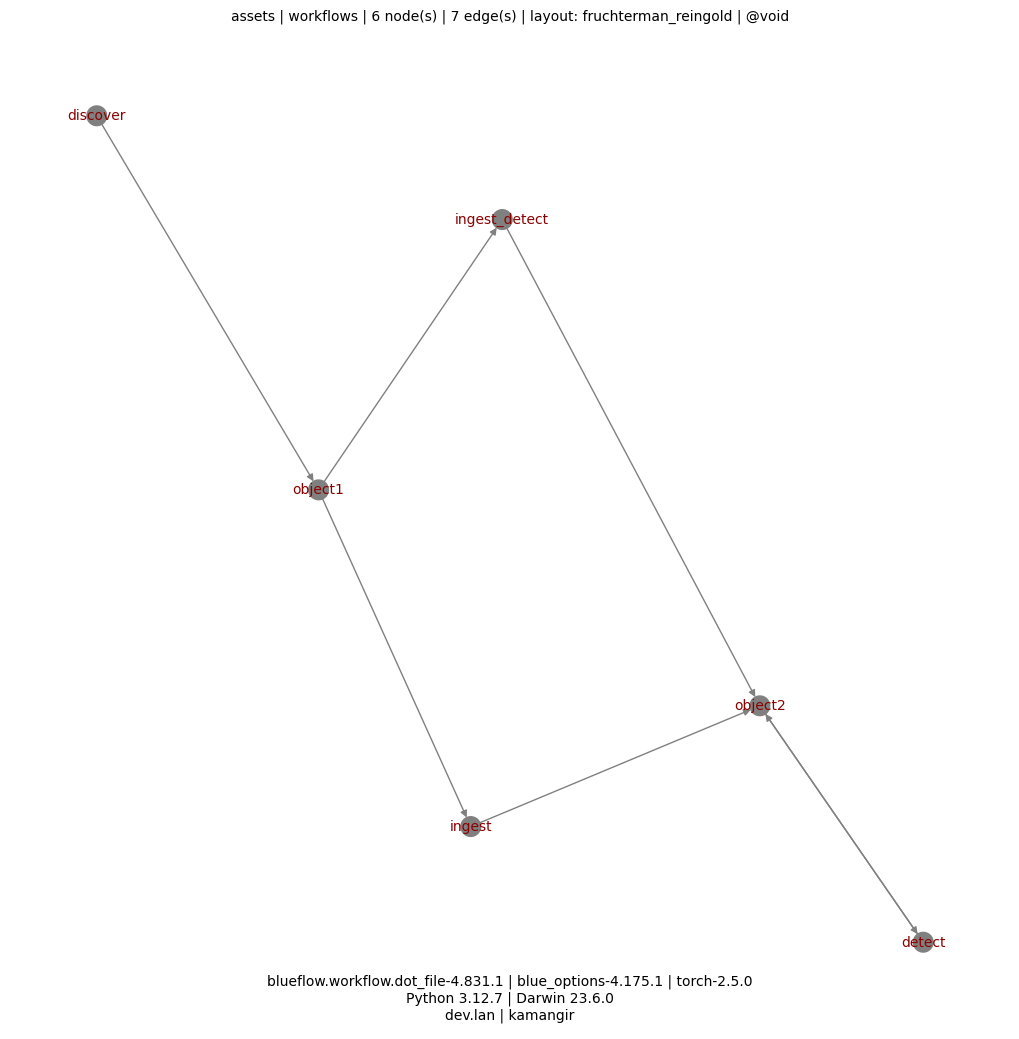 assets | workflows | 6 node(s) | 7 edge(s) | layout: fruchterman_reingold | @void
discover
ingest_detect
object1
object2
ingest
detect
blueflow.workflow.dot_file-4.831.1 | blue_options-4.175.1 | torch-2.5.0
Python 3.12.7 | Darwin 23.6.0
dev.lan | kamangir